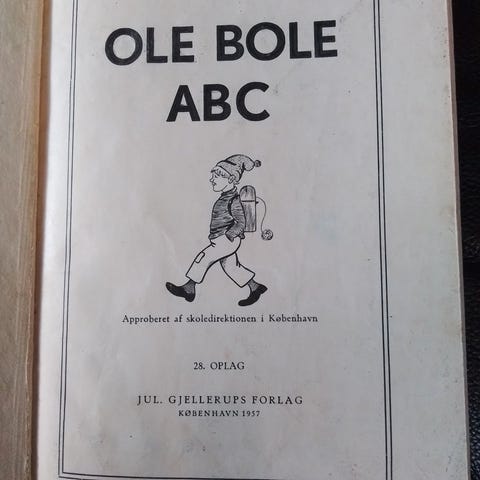 OLE BOLE
ABC
Approberet af skoledirektionen i København
28. OPLAG
JUL. GJELLERUPS FORLAG
KØBENHAVN 1957